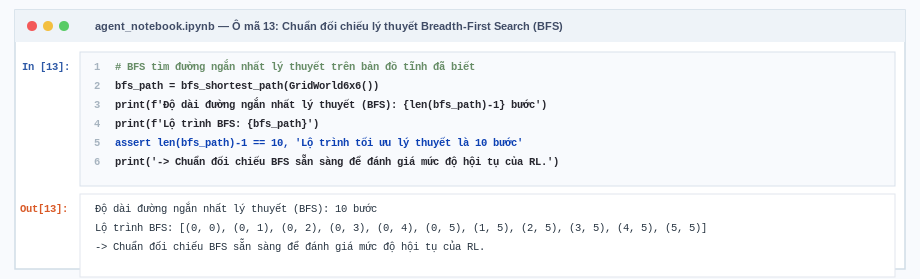 agent_notebook.ipynb — Ô mã 13: Chuẩn đối chiếu lý thuyết Breadth-First Search (BFS)
In [13]:
1 # BFS tìm đường ngắn nhất lý thuyết trên bản đồ tĩnh đã biết
2 bfs_path = bfs_shortest_path(GridWorld6x6())
3 print(f'Độ dài đường ngắn nhất lý thuyết (BFS): {len(bfs_path)-1} bước')
4 print(f'Lộ trình BFS: {bfs_path}')
5 assert len(bfs_path)-1 == 10, 'Lộ trình tối ưu lý thuyết là 10 bước'
6 print('-> Chuẩn đối chiếu BFS sẵn sàng để đánh giá mức độ hội tụ của RL.')
Out[13]:
Độ dài đường ngắn nhất lý thuyết (BFS): 10 bước
Lộ trình BFS: [(0, 0), (0, 1), (0, 2), (0, 3), (0, 4), (0, 5), (1, 5), (2, 5), (3, 5), (4, 5), (5, 5)]
-> Chuẩn đối chiếu BFS sẵn sàng để đánh giá mức độ hội tụ của RL.